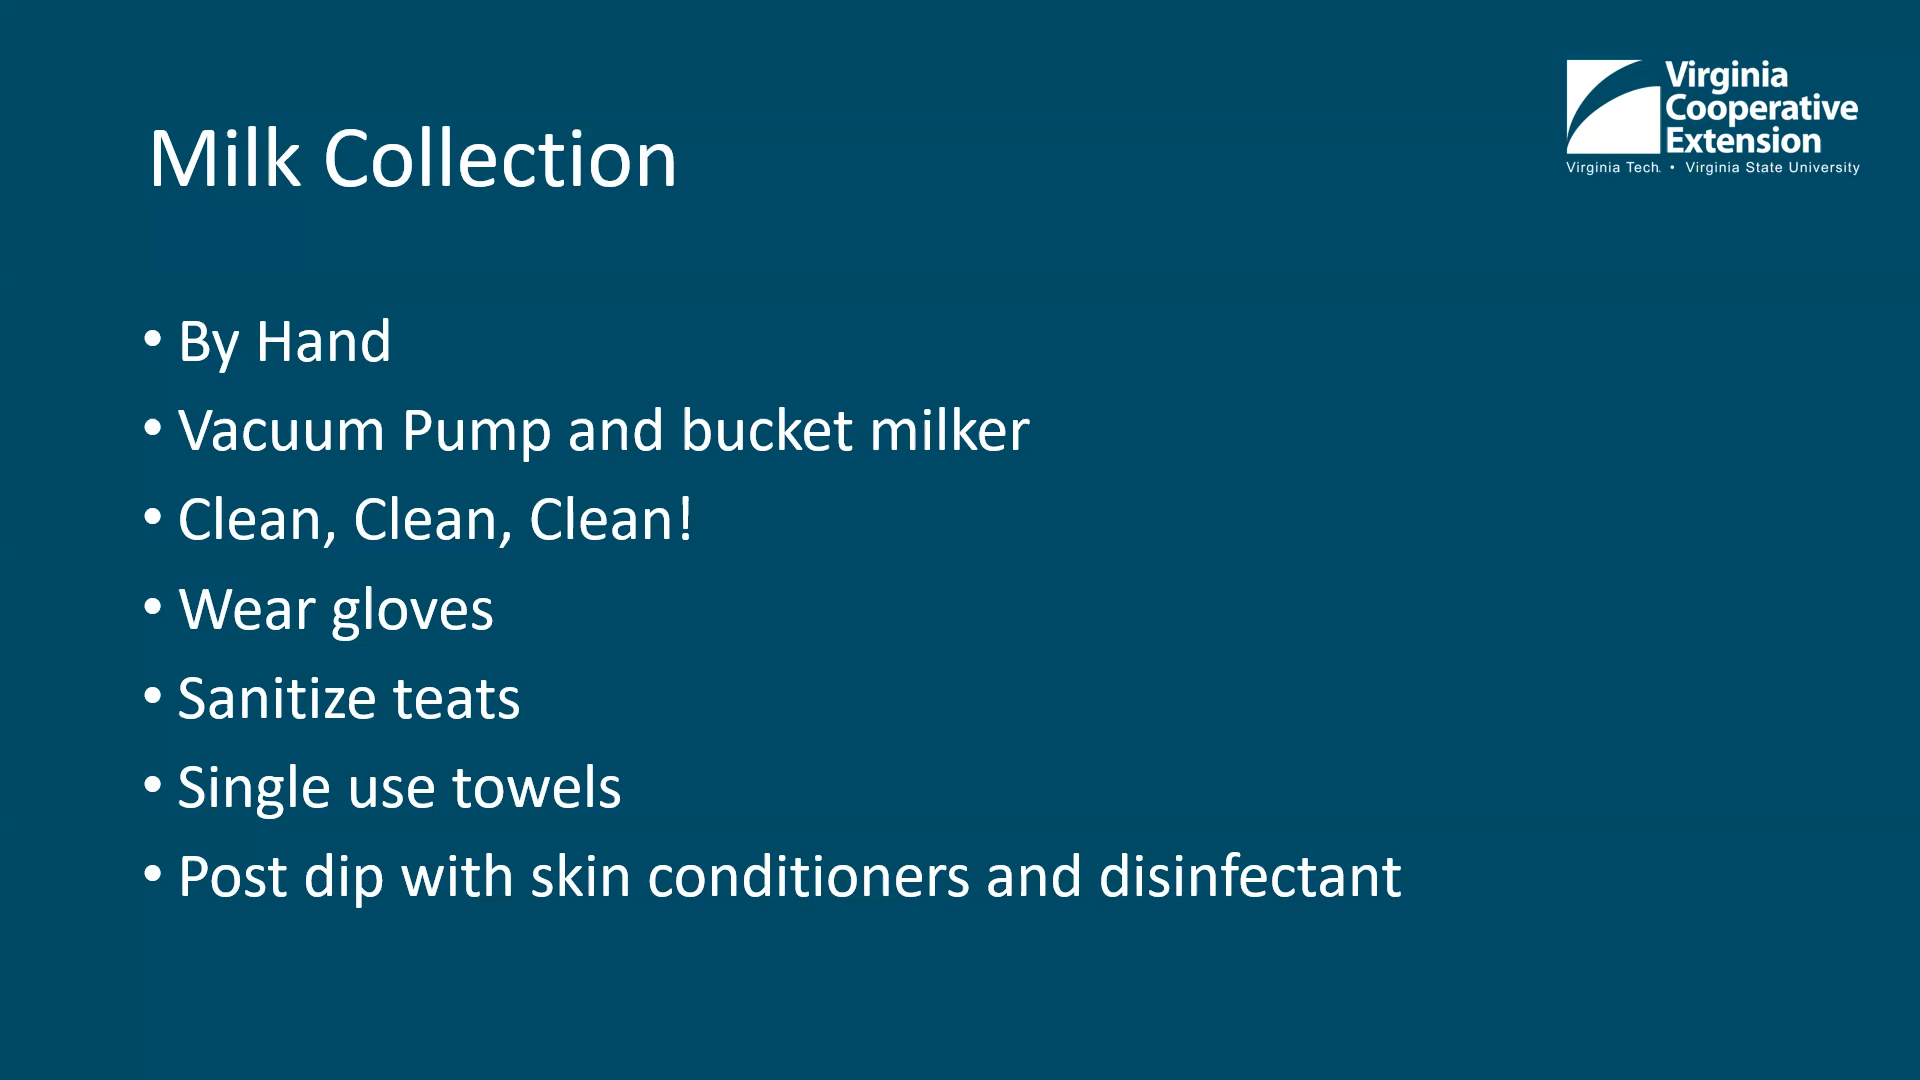 Virginia
Cooperative
Extension
Virginia Tech. • Virginia State University
Milk Collection
• By Hand
• Vacuum Pump and bucket milker
• Clean, Clean, Clean!
• Wear gloves
• Sanitize teats
• Single use towels
• Post dip with skin conditioners and disinfectant